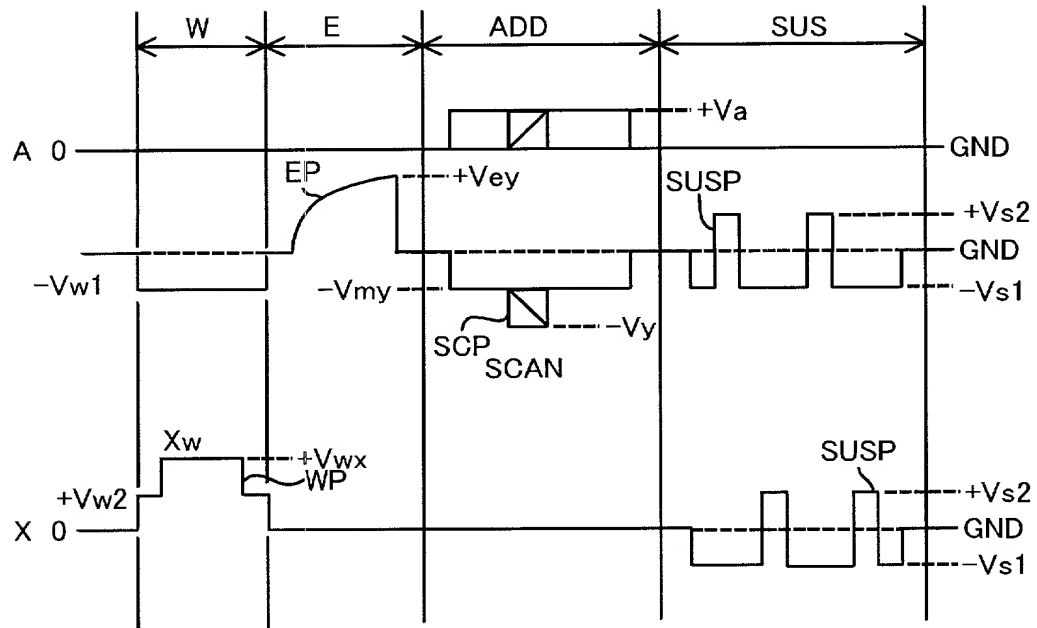 W E ADD SUS
+Va
A 0 GND
EP +Vey SUSP
+Vs2
GND
−Vw1 −Vmy −Vs1
SCP −Vy
SCAN
Xw +Vwx SUSP
WP
+Vw2 +Vs2
X 0 GND
−Vs1